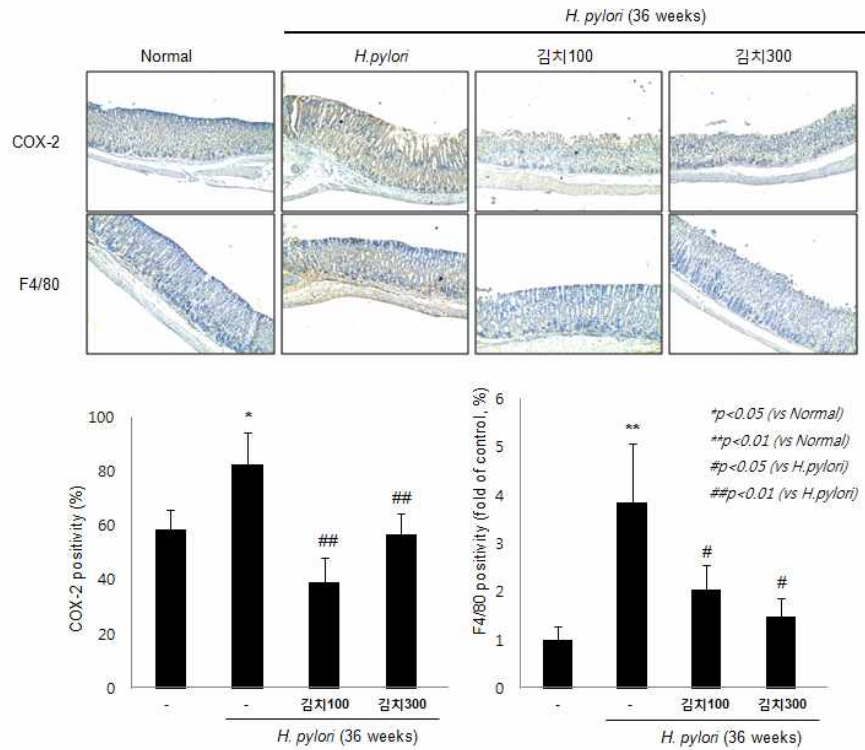 H. pylori (36 weeks)
Normal
H.pylori
김치100
김치300
COX-2
F4/80
COX-2 positivity (%)
100
80
60
40
20
0
*
##
##
-
-
김치100
김치300
H. pylori (36 weeks)
F4/80 positivity (fold of control, %)
6
5
4
3
2
1
0
**
#
#
*p<0.05 (vs Normal)
**p<0.01 (vs Normal)
#p<0.05 (vs H.pylori)
##p<0.01 (vs H.pylori)
-
-
김치100
김치300
H. pylori (36 weeks)